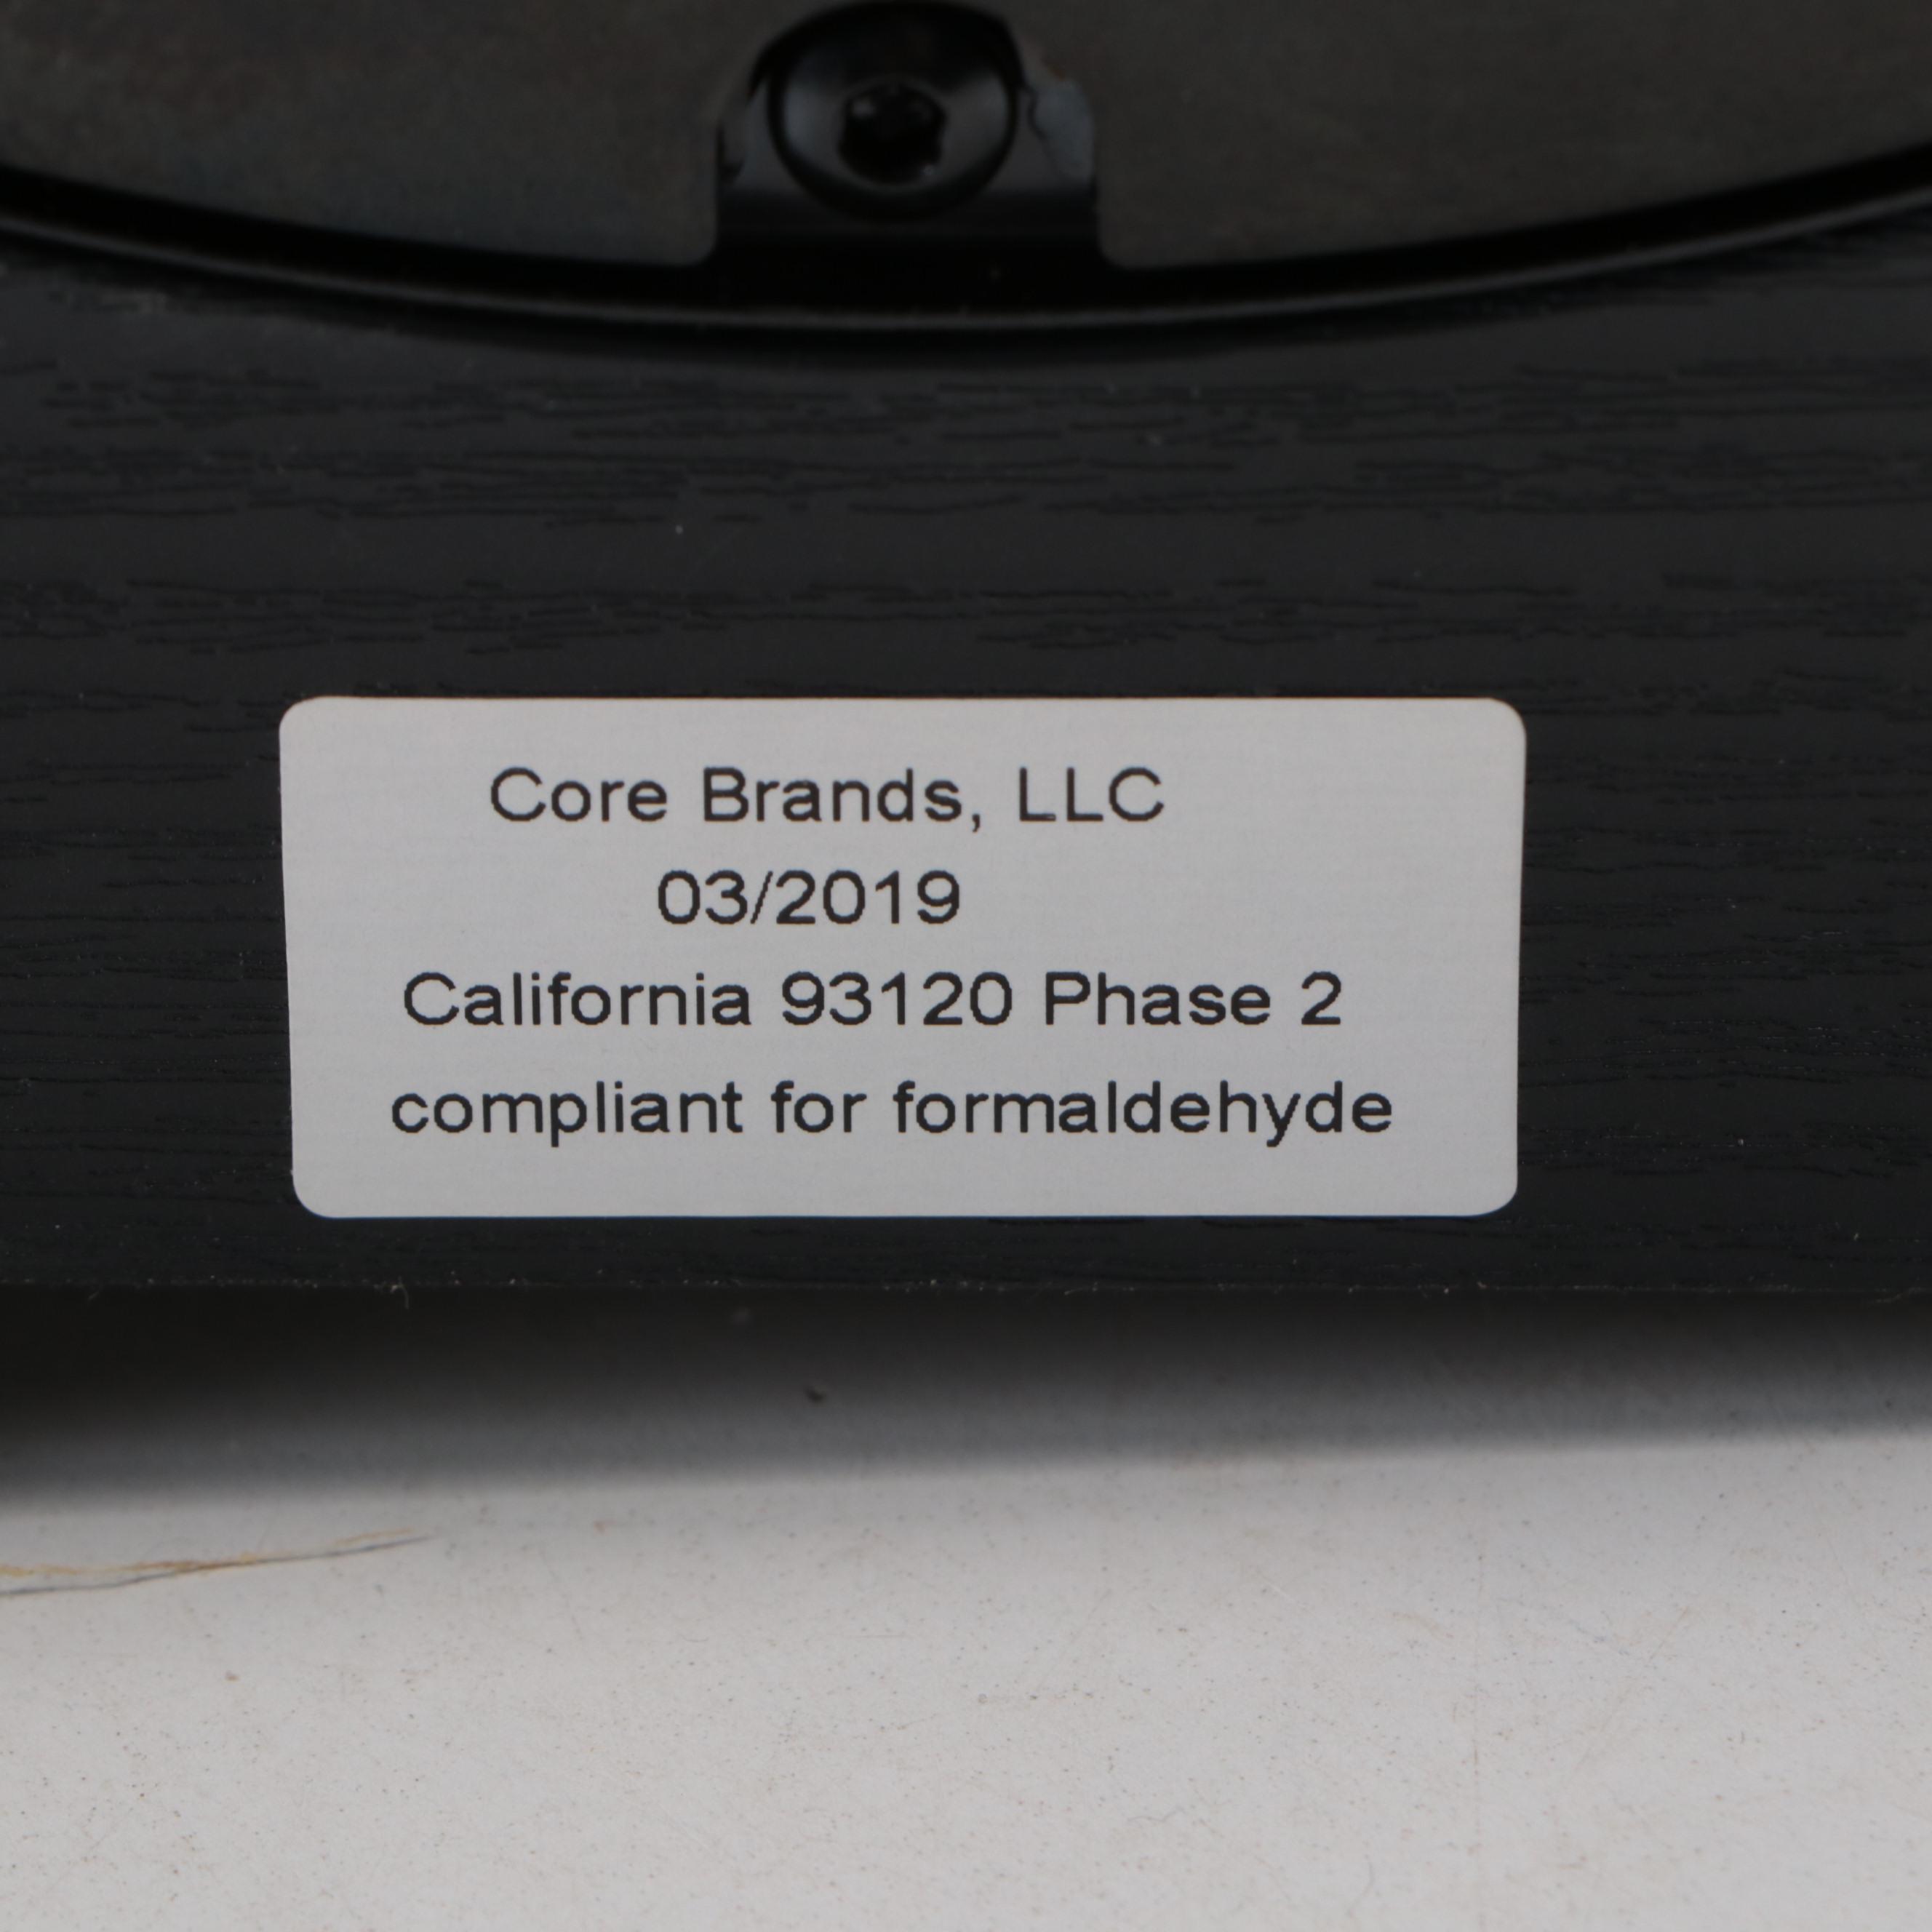 Core Brands, LLC
03/2019
California 93120 Phase 2
compliant for formaldehyde